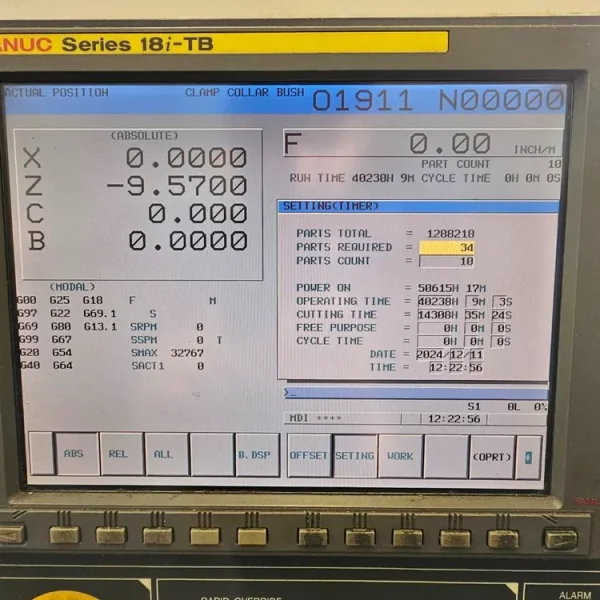 ANUC Series 18i-TB
ACTUAL POSITION CLAMP COLLAR BUSH O1911 N00000
(ABSOLUTE)
X 0.0000
Z -9.5700
C 0.000
B 0.0000
F 0.00 INCH/M
PART COUNT 10
RUN TIME 40238H 9M CYCLE TIME 0H 0M 0S
(MODAL)
G00 G25 G18 F M
G97 G22 G69.1 S
G69 G80 G13.1 SRPM 0
G99 G67 SSPM 0 T
G20 G54 SMAX 32767
G40 G64 SACT1 0
SETTING(TIMER)
PARTS TOTAL = 1288218
PARTS REQUIRED = 34
PARTS COUNT = 10
POWER ON = 50615H 17M
OPERATING TIME = 40238H 9M 3S
CUTTING TIME = 14308H 35M 24S
FREE PURPOSE = 0H 0M 0S
CYCLE TIME = 0H 0M 0S
DATE = 2024/12/11
TIME = 12:22:56
>_
S1 0L 0%
MDI **** 12:22:56
ABS REL ALL B.DSP OFFSET SETING WORK (OPRT)
RAPID OVERRIDE
ALARM